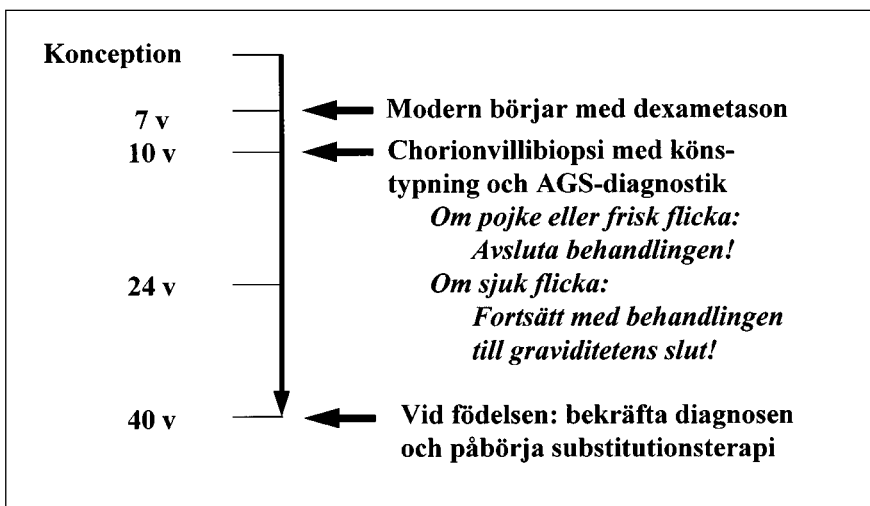 Konception
7 v
Modern börjar med dexametason
10 v
Chorionvillibiopsi med köns-
typning och AGS-diagnostik
Om pojke eller frisk flicka:
Avsluta behandlingen!
24 v
Om sjuk flicka:
Fortsätt med behandlingen
till graviditetens slut!
40 v
Vid födelsen: bekräfta diagnosen
och påbörja substitutionsterapi